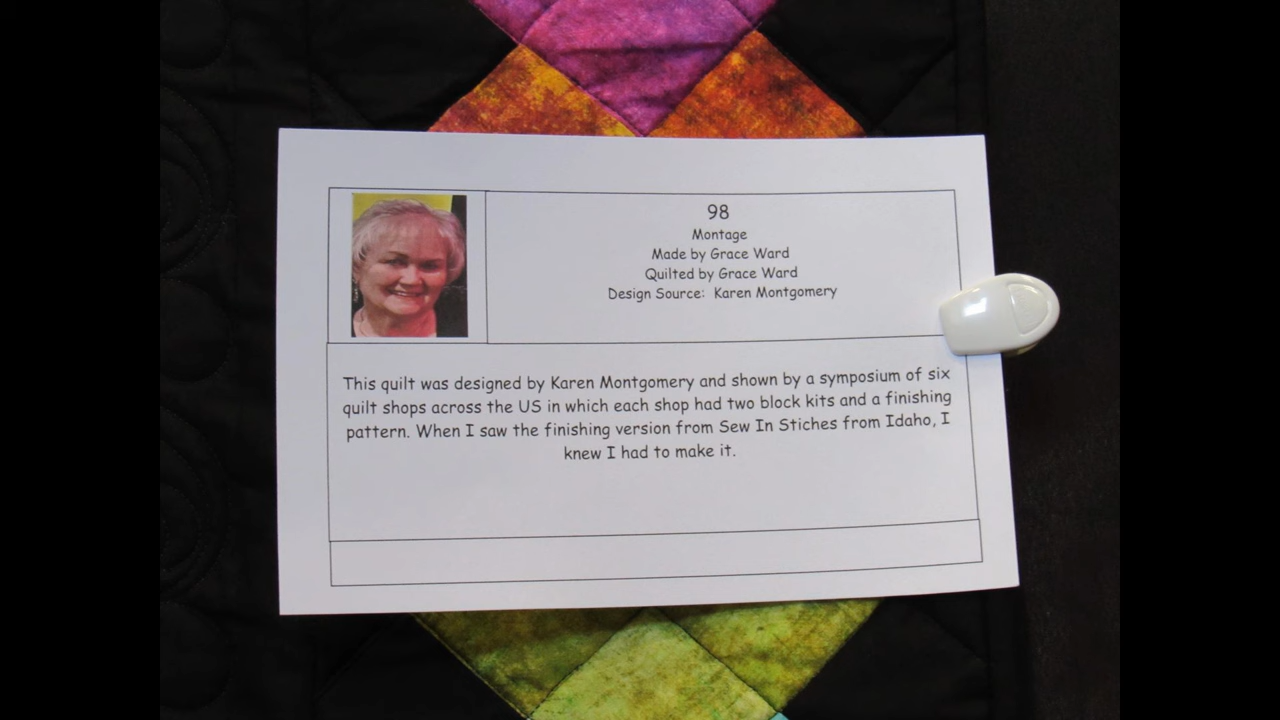 98
Montage
Made by Grace Ward
Quilted by Grace Ward
Design Source: Karen Montgomery
This quilt was designed by Karen Montgomery and shown by a symposium of six
quilt shops across the US in which each shop had two block kits and a finishing
pattern. When I saw the finishing version from Sew In Stiches from Idaho, I
knew I had to make it.